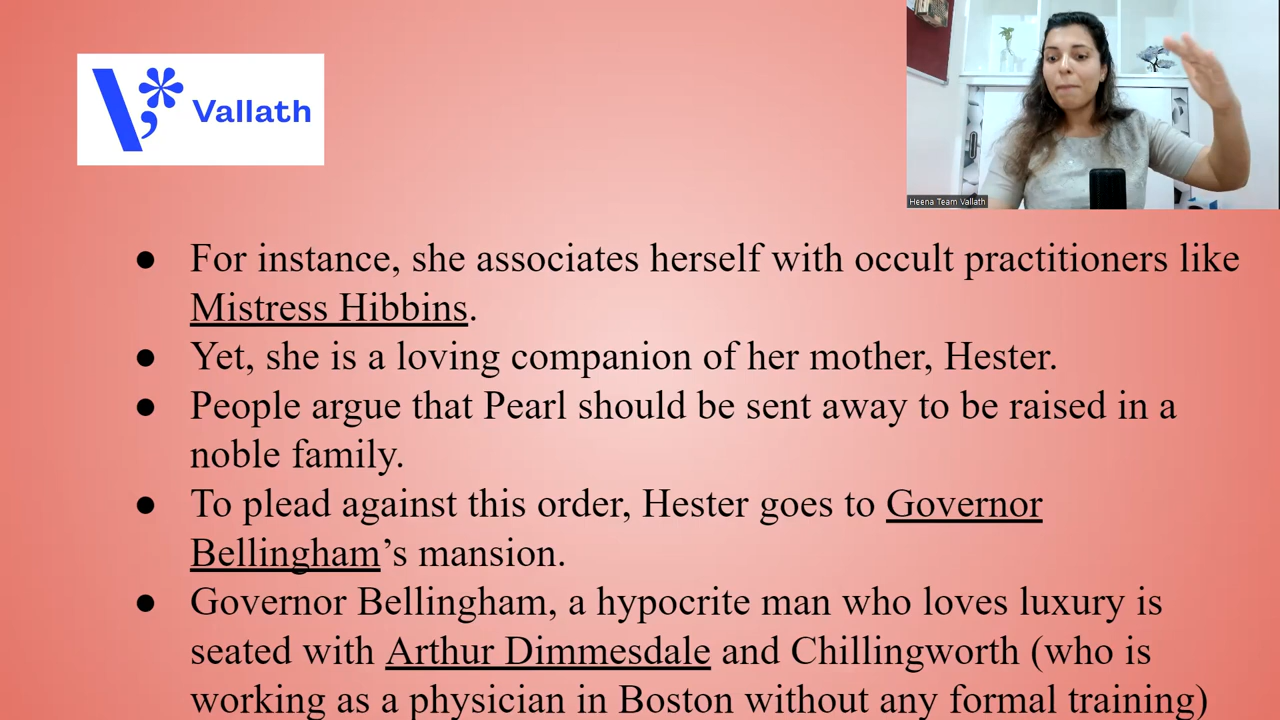 Vallath
Heena Team Vallath
● For instance, she associates herself with occult practitioners like
Mistress Hibbins.
● Yet, she is a loving companion of her mother, Hester.
● People argue that Pearl should be sent away to be raised in a
noble family.
● To plead against this order, Hester goes to Governor
Bellingham’s mansion.
● Governor Bellingham, a hypocrite man who loves luxury is
seated with Arthur Dimmesdale and Chillingworth (who is
working as a physician in Boston without any formal training)